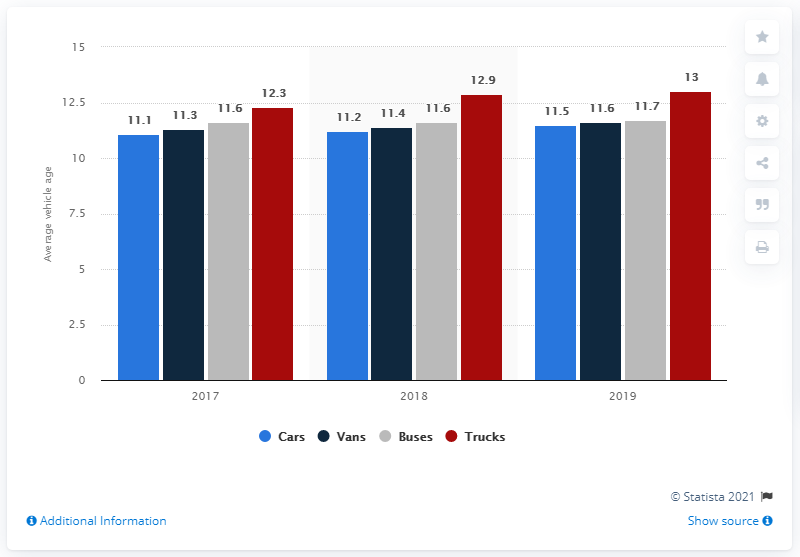 15
12.5
10
7.5
5
2.5
0
Average vehicle age
11.1 11.3 11.6 12.3
11.2 11.4 11.6 12.9
11.5 11.6 11.7 13
2017 2018 2019
Cars Vans Buses Trucks
© Statista 2021
Additional Information Show source